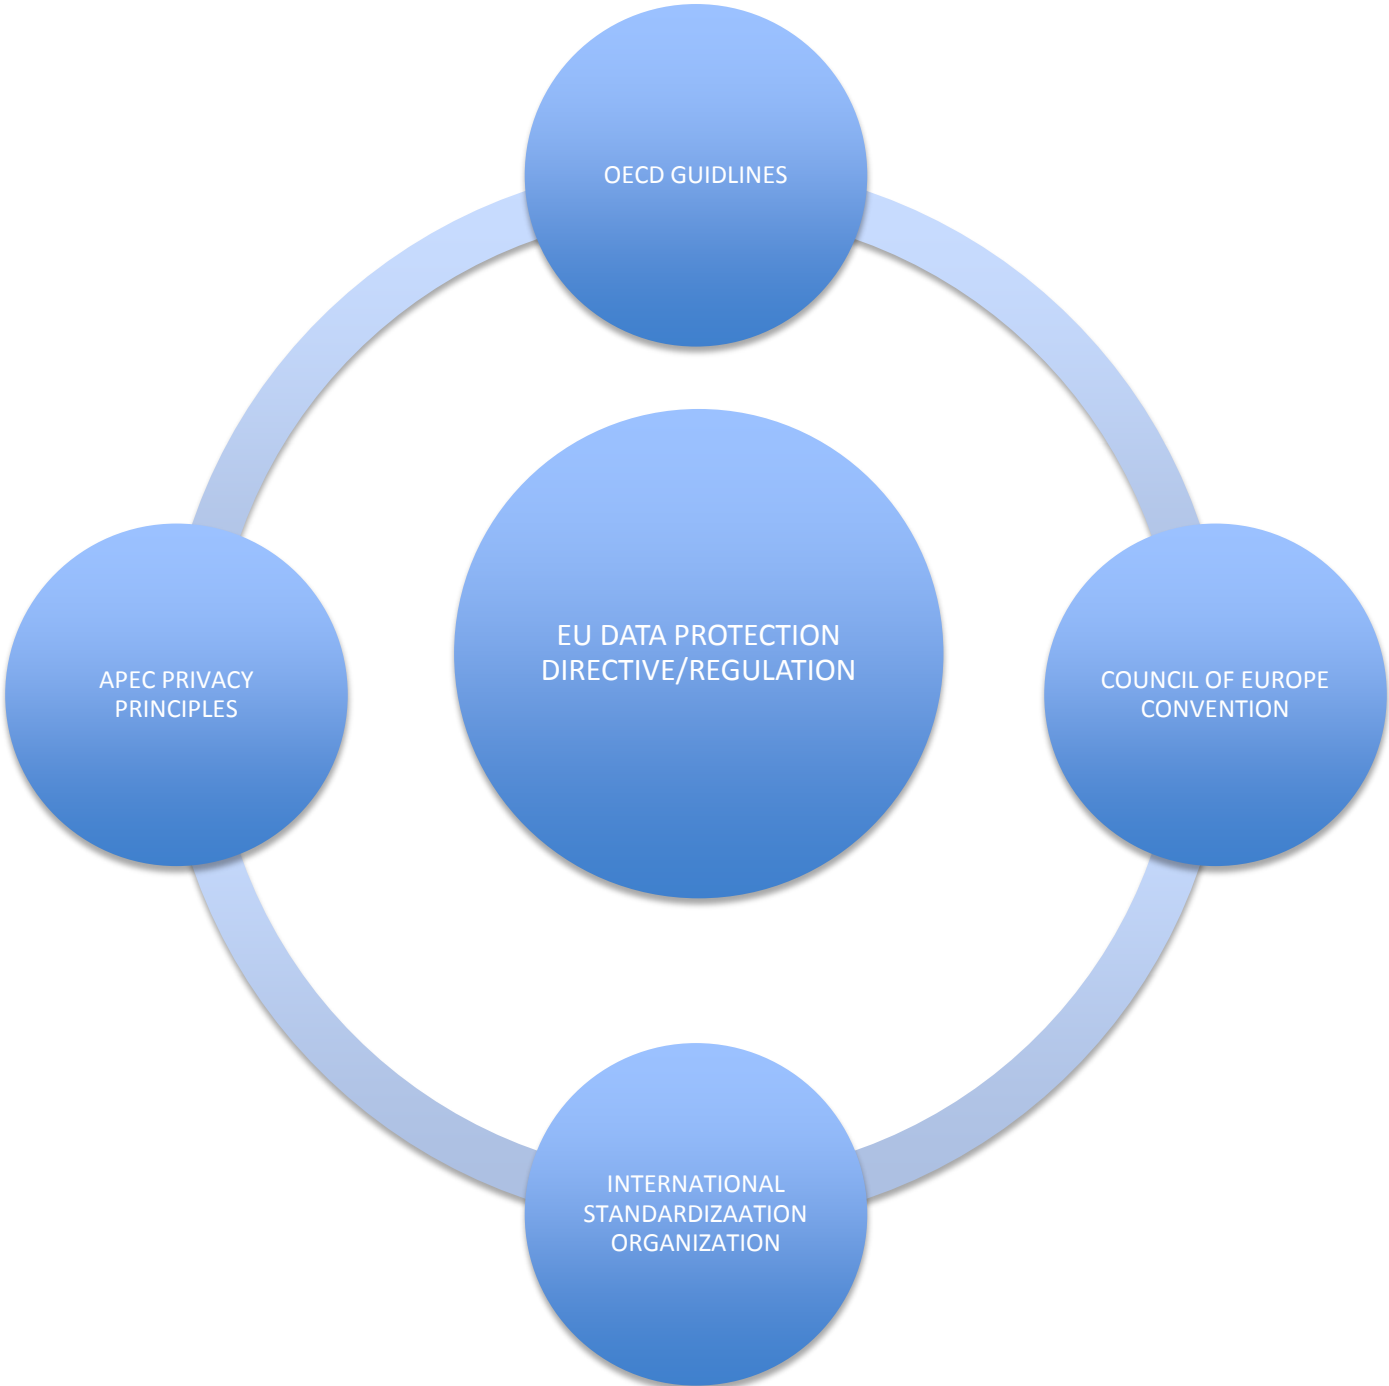 OECD GUIDLINES
EU DATA PROTECTION
DIRECTIVE/REGULATION
APEC PRIVACY
PRINCIPLES
COUNCIL OF EUROPE
CONVENTION
INTERNATIONAL
STANDARDIZAATION
ORGANIZATION